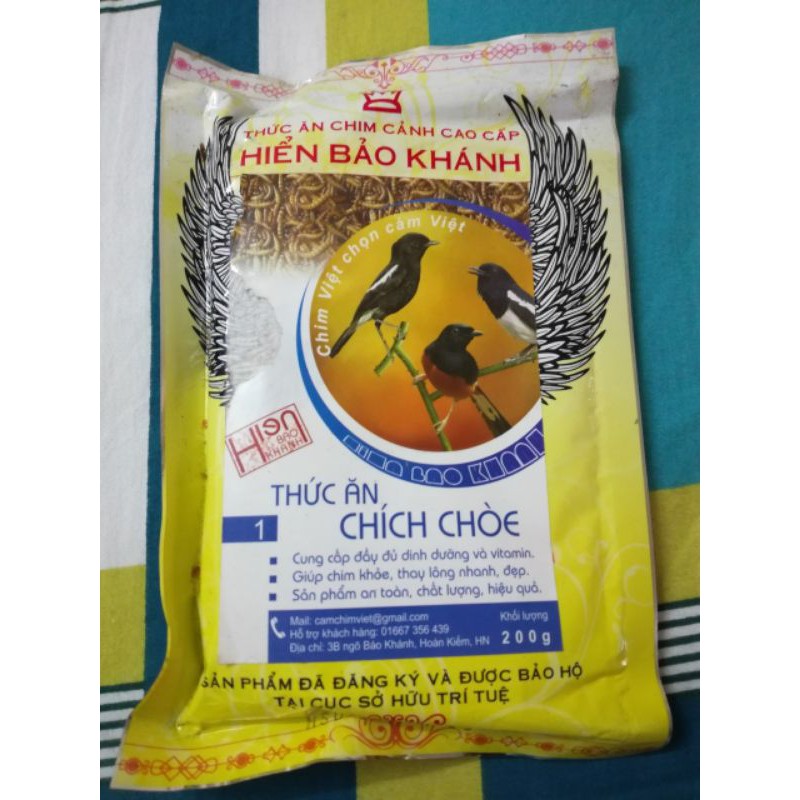 THỨC ĂN CHIM CẢNH CAO CẤP
HIỂN BẢO KHÁNH
Chim Việt chọn cám Việt
Hiển
BẢO
KHÁNH
THỨC ĂN
1 CHÍCH CHÒE
Cung cấp đầy đủ dinh dưỡng và vitamin.
Giúp chim khỏe, thay lông nhanh, đẹp.
Sản phẩm an toàn, chất lượng, hiệu quả.
Mail: camchimviet@gmail.com
Hỗ trợ khách hàng: 01667 356 439
Địa chỉ: 3B ngõ Bảo Khánh, Hoàn Kiếm, HN
Khối lượng
200g
SẢN PHẨM ĐÃ ĐĂNG KÝ VÀ ĐƯỢC BẢO HỘ
TẠI CỤC SỞ HỮU TRÍ TUỆ